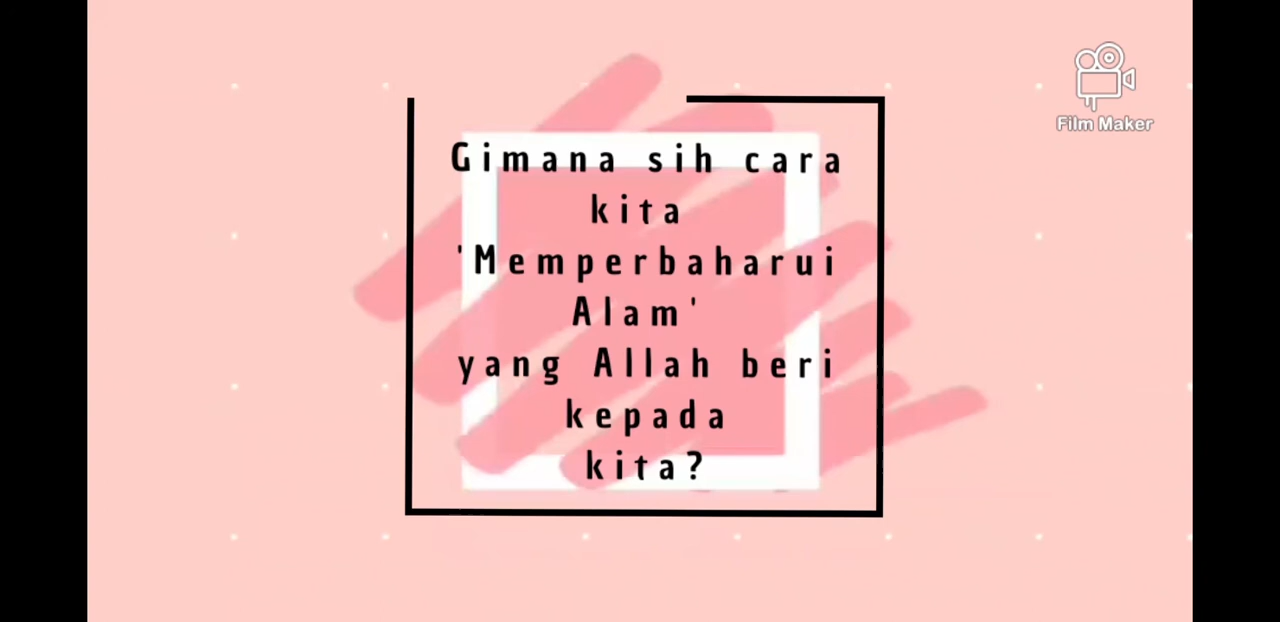 Gimana sih cara
kita
'Memperbaharui
Alam'
yang Allah beri
kepada
kita?
Film Maker